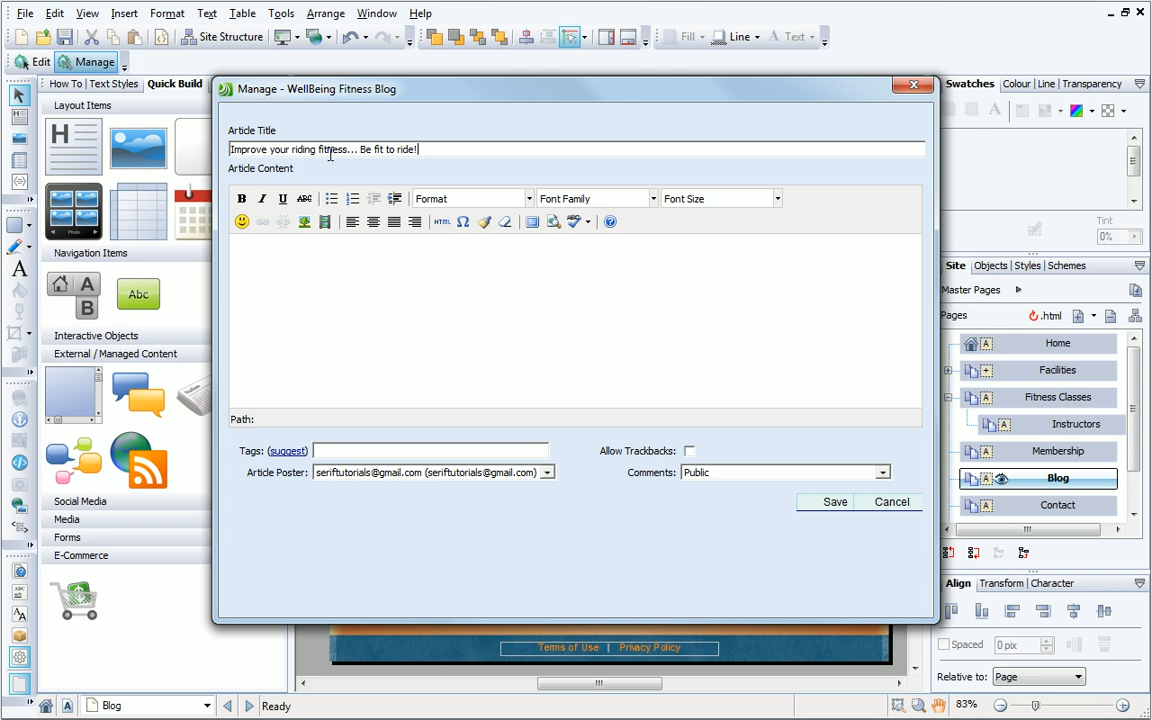 File Edit View Insert Format Text Table Tools Arrange Window Help
Site Structure Fill Line Text
Edit Manage
How To Text Styles Quick Build
Manage - WellBeing Fitness Blog
Swatches Colour Line Transparency
Layout Items
Article Title
Improve your riding fitness... Be fit to ride!
Article Content
Format Font Family Font Size
HTML
Photo
Tint
0%
Navigation Items
A B
Abc
Site Objects Styles Schemes
Master Pages
Pages .html
Interactive Objects
Home
External / Managed Content
Facilities
Fitness Classes
Instructors
Path:
Tags: (suggest) Allow Trackbacks:
Membership
Article Poster: seriftutorials@gmail.com (seriftutorials@gmail.com) Comments: Public
Blog
Save Cancel
Social Media
Contact
Media
Forms
E-Commerce
Align Transform Character
Terms of Use | Privacy Policy
Spaced 0 pix
Relative to: Page
Blog Ready 83%